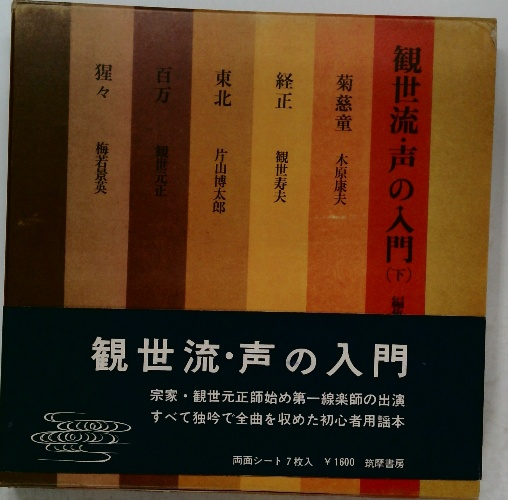 観世流・声の入門(下)
編
菊慈童 木原康夫
経正 観世寿夫
東北 片山博太郎
百万 観世元正
猩々 梅若景英
観世流・声の入門
宗家・観世元正師始め第一線楽師の出演
すべて独吟で全曲を収めた初心者用謡本
両面シート7枚入 ¥1600 筑摩書房